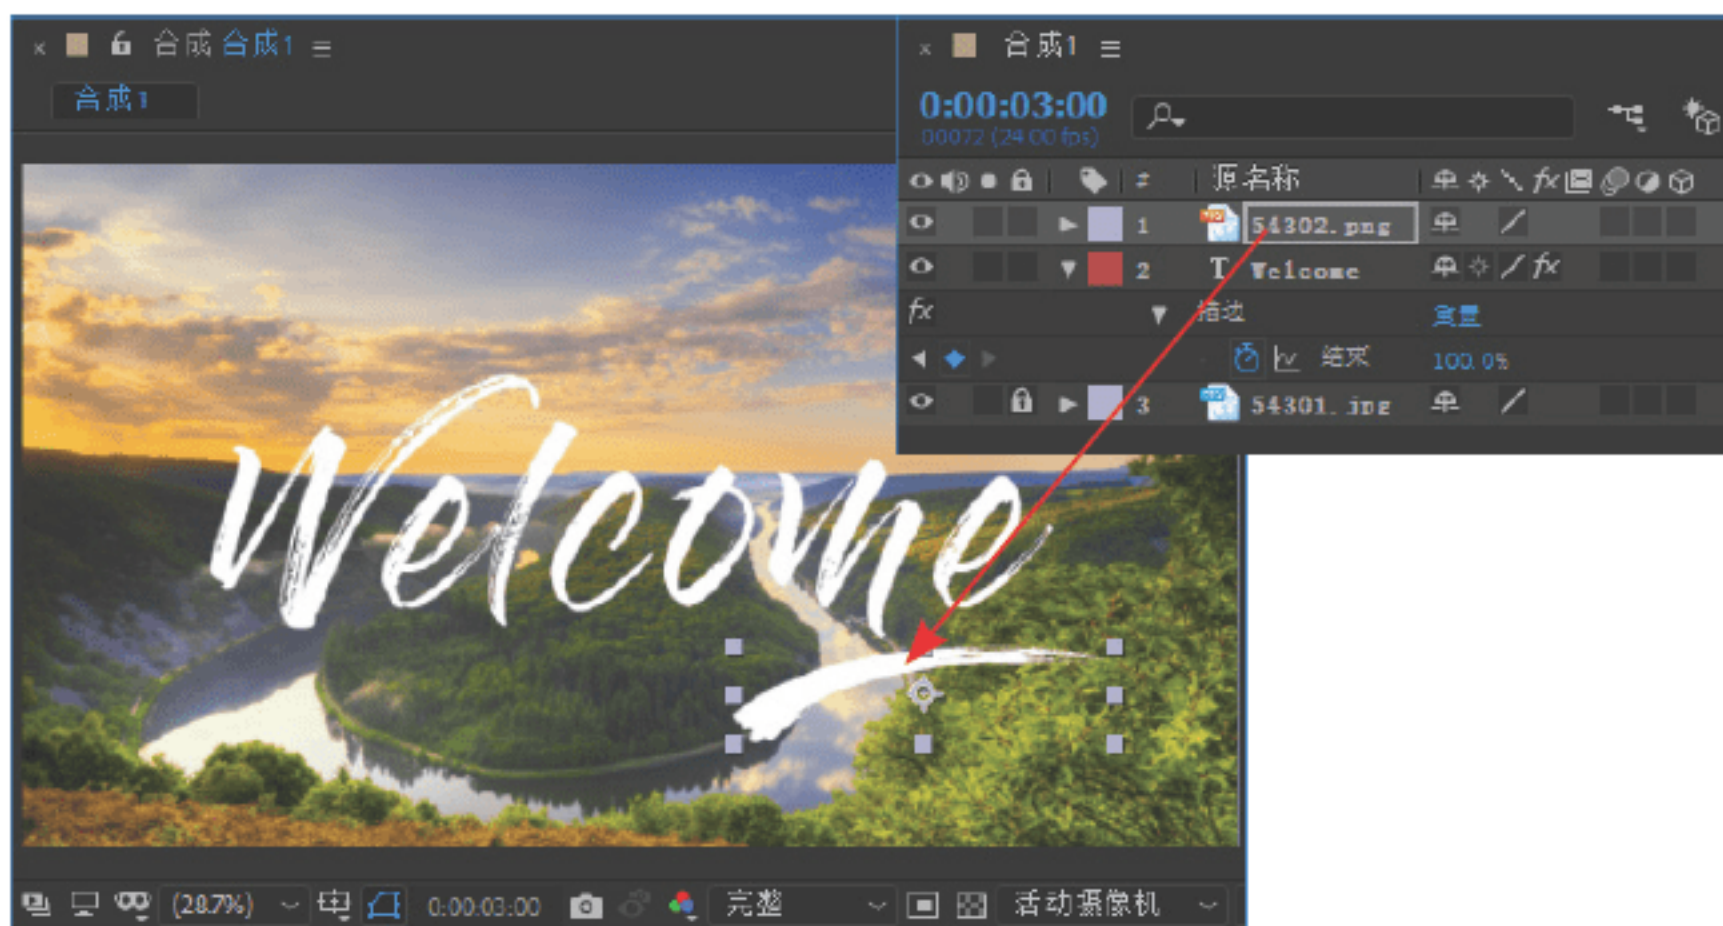 合成 合成1
合成1
合成1
0:00:03:00
00072 (24.00 fps)
# 源名称
1 54302.png
2 T Welcome
fx 描边 重置
结束 100.0%
3 54301.jpg
Welcome
(28.7%) 0:00:03:00 完整 活动摄像机